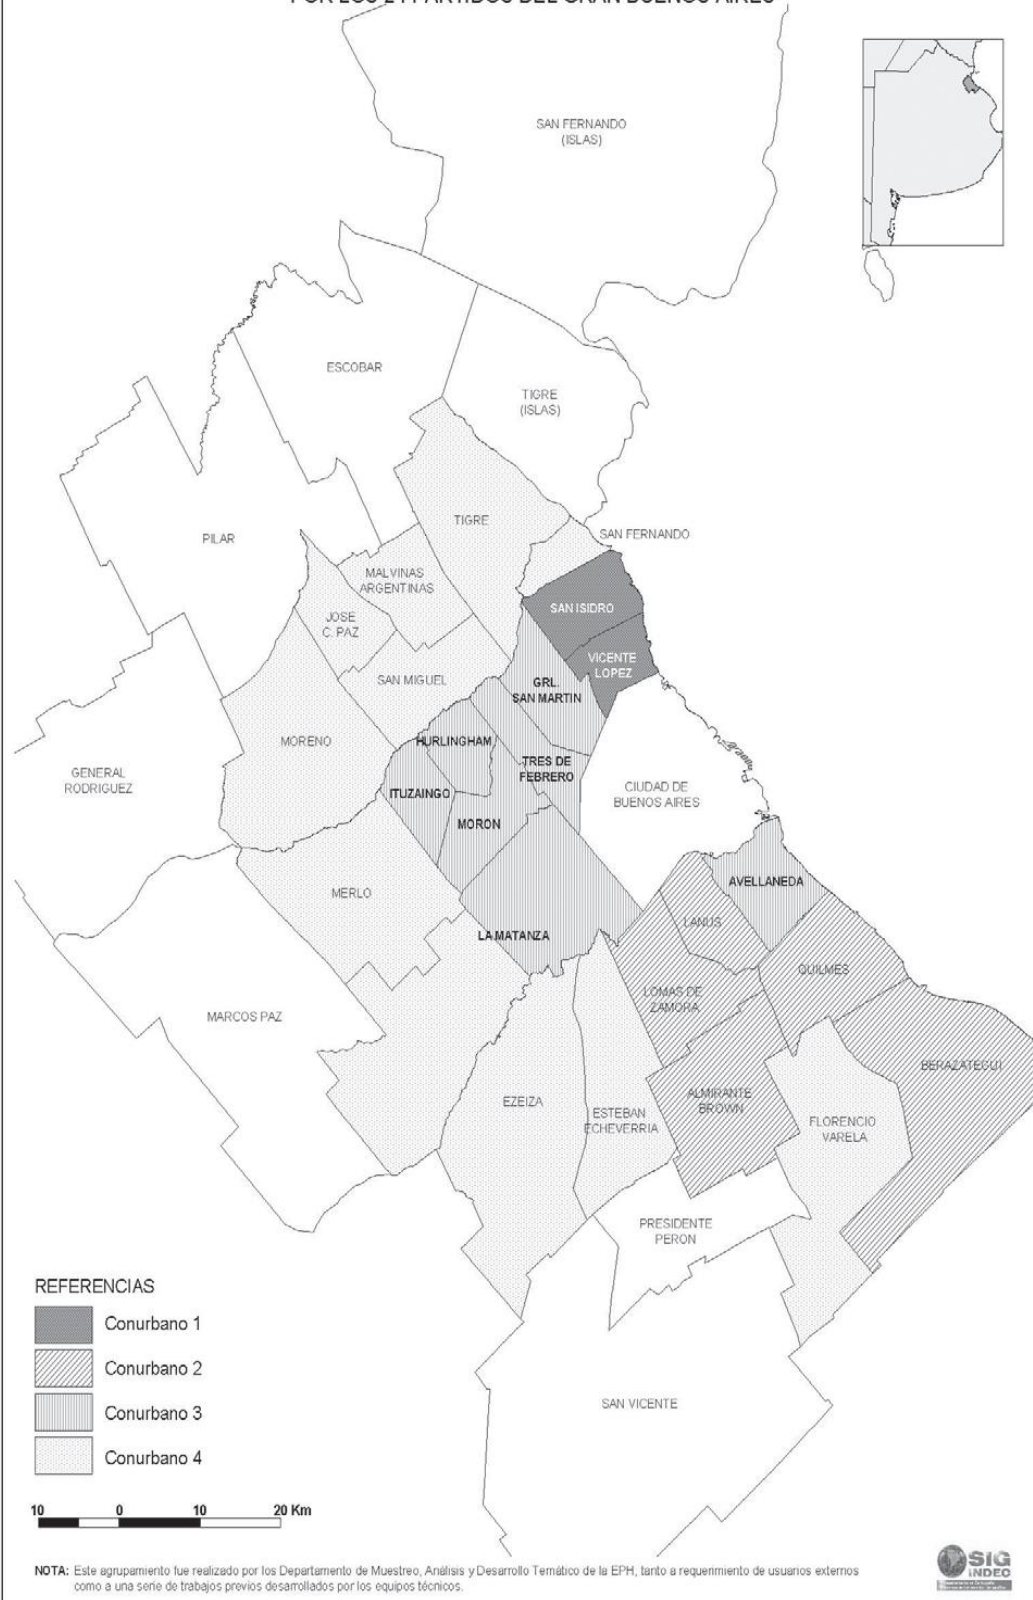 POR LOS 24 PARTIDOS DEL GRAN BUENOS AIRES
SAN FERNANDO
(ISLAS)
ESCOBAR
TIGRE
(ISLAS)
PILAR
TIGRE
SAN FERNANDO
MALVINAS
ARGENTINAS
JOSE
C. PAZ
SAN ISIDRO
VICENTE
LOPEZ
SAN MIGUEL
GRL.
SAN MARTIN
MORENO
HURLINGHAM
GENERAL
RODRIGUEZ
TRES DE
FEBRERO
ITUZAINGO
CIUDAD DE
BUENOS AIRES
MORON
MERLO
AVELLANEDA
LANUS
LA MATANZA
QUILMES
LOMAS DE
ZAMORA
MARCOS PAZ
BERAZATEGUI
EZEIZA
ESTEBAN
ECHEVERRIA
ALMIRANTE
BROWN
FLORENCIO
VARELA
PRESIDENTE
PERON
SAN VICENTE
REFERENCIAS
Conurbano 1
Conurbano 2
Conurbano 3
Conurbano 4
10 0 10 20 Km
NOTA: Este agrupamiento fue realizado por los Departamento de Muestreo, Análisis y Desarrollo Temático de la EPH, tanto a requerimiento de usuarios externos
como a una serie de trabajos previos desarrollados por los equipos técnicos.
SIG
INDEC